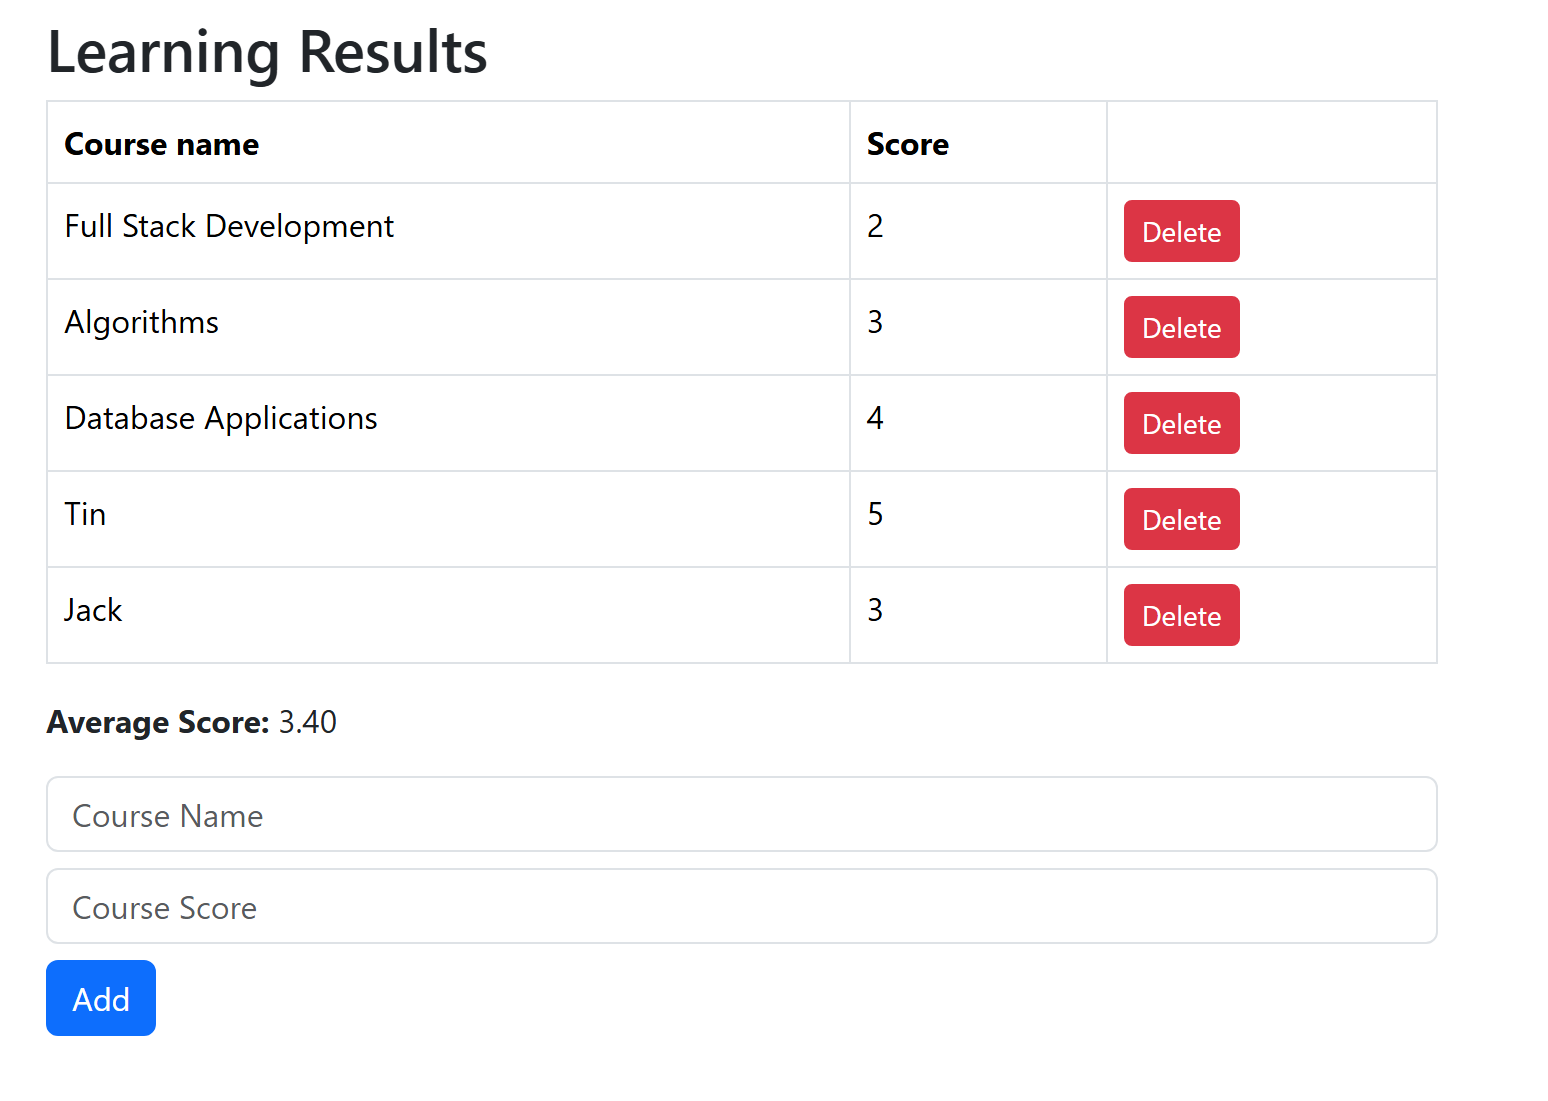 Learning Results
Course name Score
Full Stack Development 2 Delete
Algorithms 3 Delete
Database Applications 4 Delete
Tin 5 Delete
Jack 3 Delete
Average Score: 3.40
Course Name
Course Score
Add